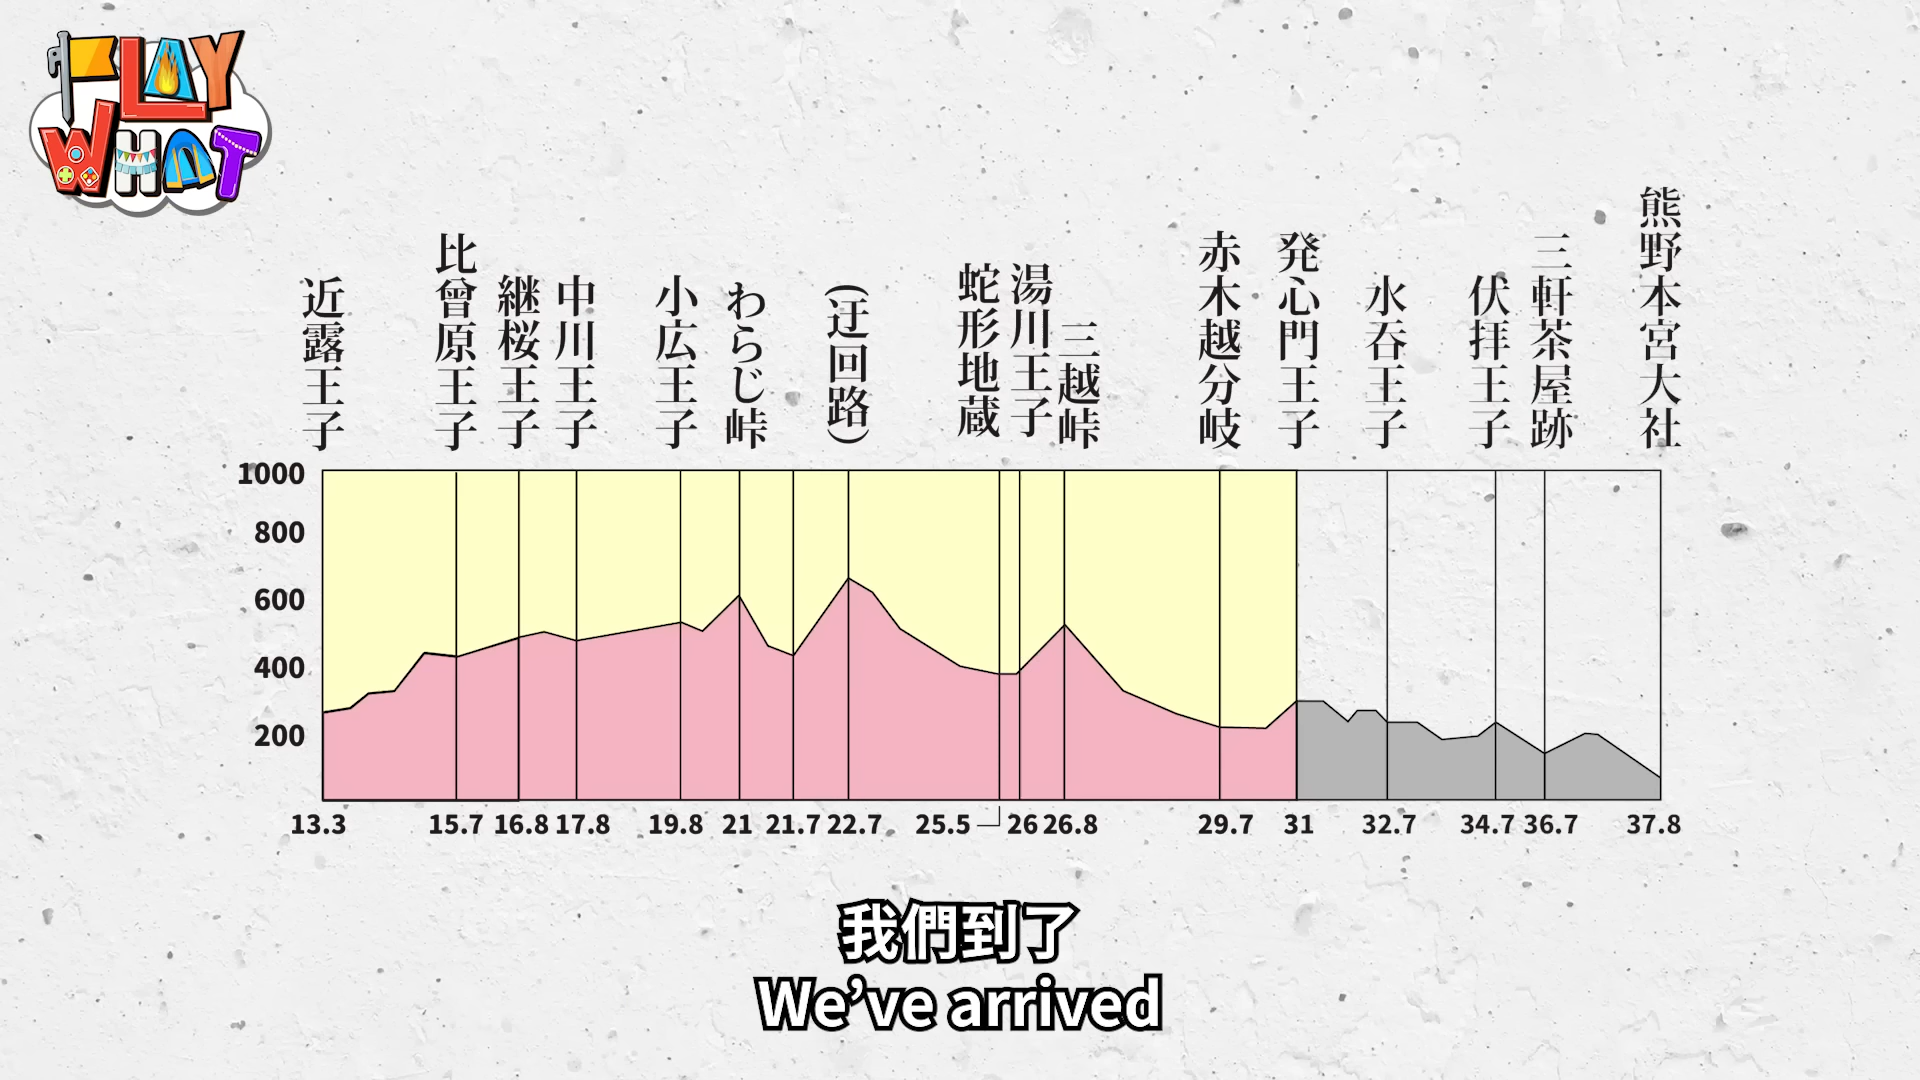 PLAY
WHAT
近露王子
比曾原王子
継桜王子
中川王子
小広王子
わらじ峠
(迂回路)
蛇形地蔵
湯川王子
三越峠
赤木越分岐
発心門王子
水呑王子
伏拝王子
三軒茶屋跡
熊野本宮大社
1000
800
600
400
200
13.3 15.7 16.8 17.8 19.8 21 21.7 22.7 25.5 26 26.8 29.7 31 32.7 34.7 36.7 37.8
我們到了
We’ve arrived